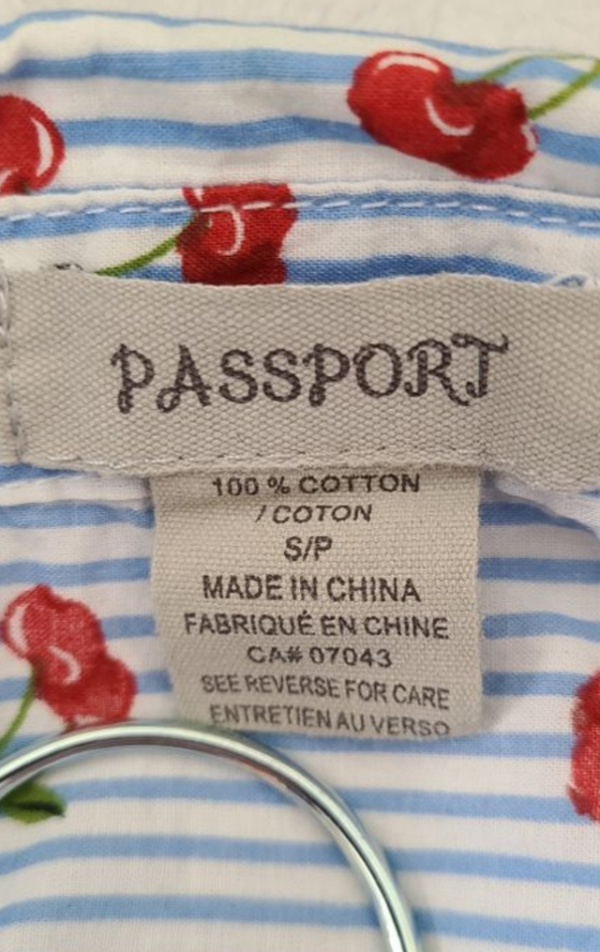 PASSPORT
100 % COTTON
/ COTON
S/P
MADE IN CHINA
FABRIQUÉ EN CHINE
CA# 07043
SEE REVERSE FOR CARE
ENTRETIEN AU VERSO